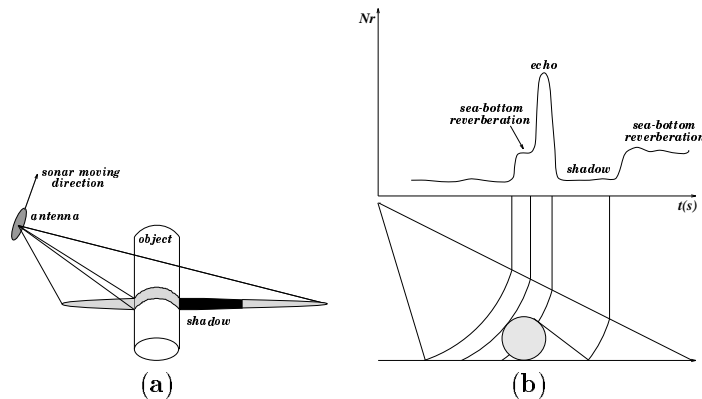 sonar moving
direction
antenna
object
shadow
(a)
Nr
echo
sea-bottom
reverberation
sea-bottom
reverberation
shadow
t(s)
(b)